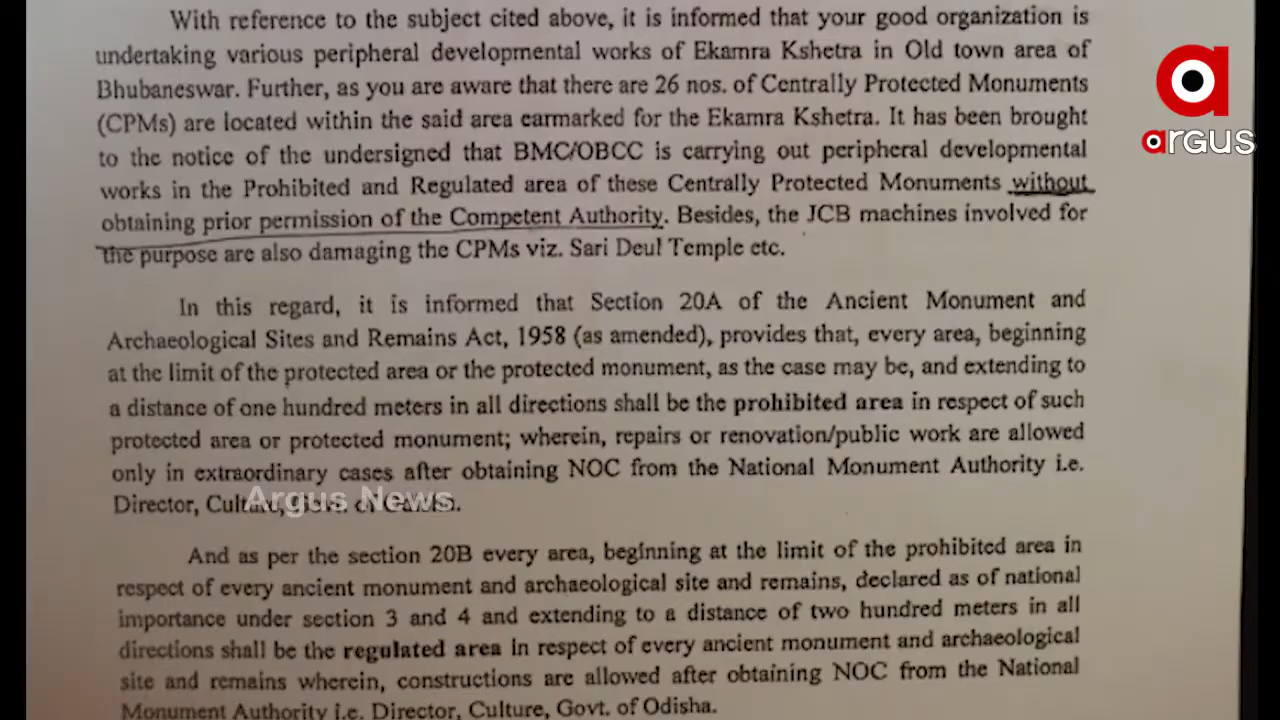 With reference to the subject cited above, it is informed that your good organization is
undertaking various peripheral developmental works of Ekamra Kshetra in Old town area of
Bhubaneswar. Further, as you are aware that there are 26 nos. of Centrally Protected Monuments
(CPMs) are located within the said area earmarked for the Ekamra Kshetra. It has been brought
to the notice of the undersigned that BMC/OBCC is carrying out peripheral developmental
works in the Prohibited and Regulated area of these Centrally Protected Monuments without
obtaining prior permission of the Competent Authority. Besides, the JCB machines involved for
the purpose are also damaging the CPMs viz. Sari Deul Temple etc.
In this regard, it is informed that Section 20A of the Ancient Monument and
Archaeological Sites and Remains Act, 1958 (as amended), provides that, every area, beginning
at the limit of the protected area or the protected monument, as the case may be, and extending to
a distance of one hundred meters in all directions shall be the prohibited area in respect of such
protected area or protected monument; wherein, repairs or renovation/public work are allowed
only in extraordinary cases after obtaining NOC from the National Monument Authority i.e.
Director, Culture, Govt. of
Argus News
And as per the section 20B every area, beginning at the limit of the prohibited area in
respect of every ancient monument and archaeological site and remains, declared as of national
importance under section 3 and 4 and extending to a distance of two hundred meters in all
directions shall be the regulated area in respect of every ancient monument and archaeological
site and remains wherein, constructions are allowed after obtaining NOC from the National
Monument Authority i.e. Director, Culture, Govt. of Odisha.
argus